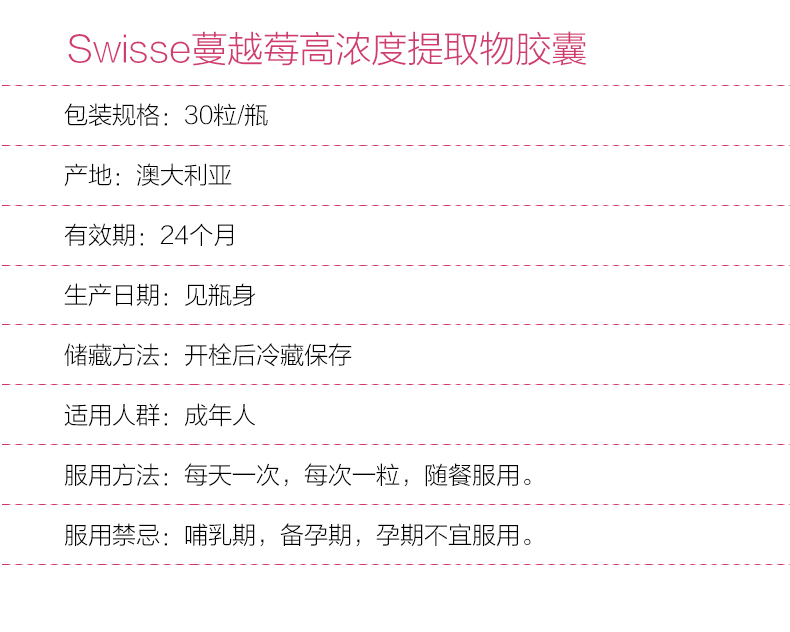 Swisse蔓越莓高浓度提取物胶囊
包装规格：30粒/瓶
产地：澳大利亚
有效期：24个月
生产日期：见瓶身
储藏方法：开栓后冷藏保存
适用人群：成年人
服用方法：每天一次，每次一粒，随餐服用。
服用禁忌：哺乳期，备孕期，孕期不宜服用。